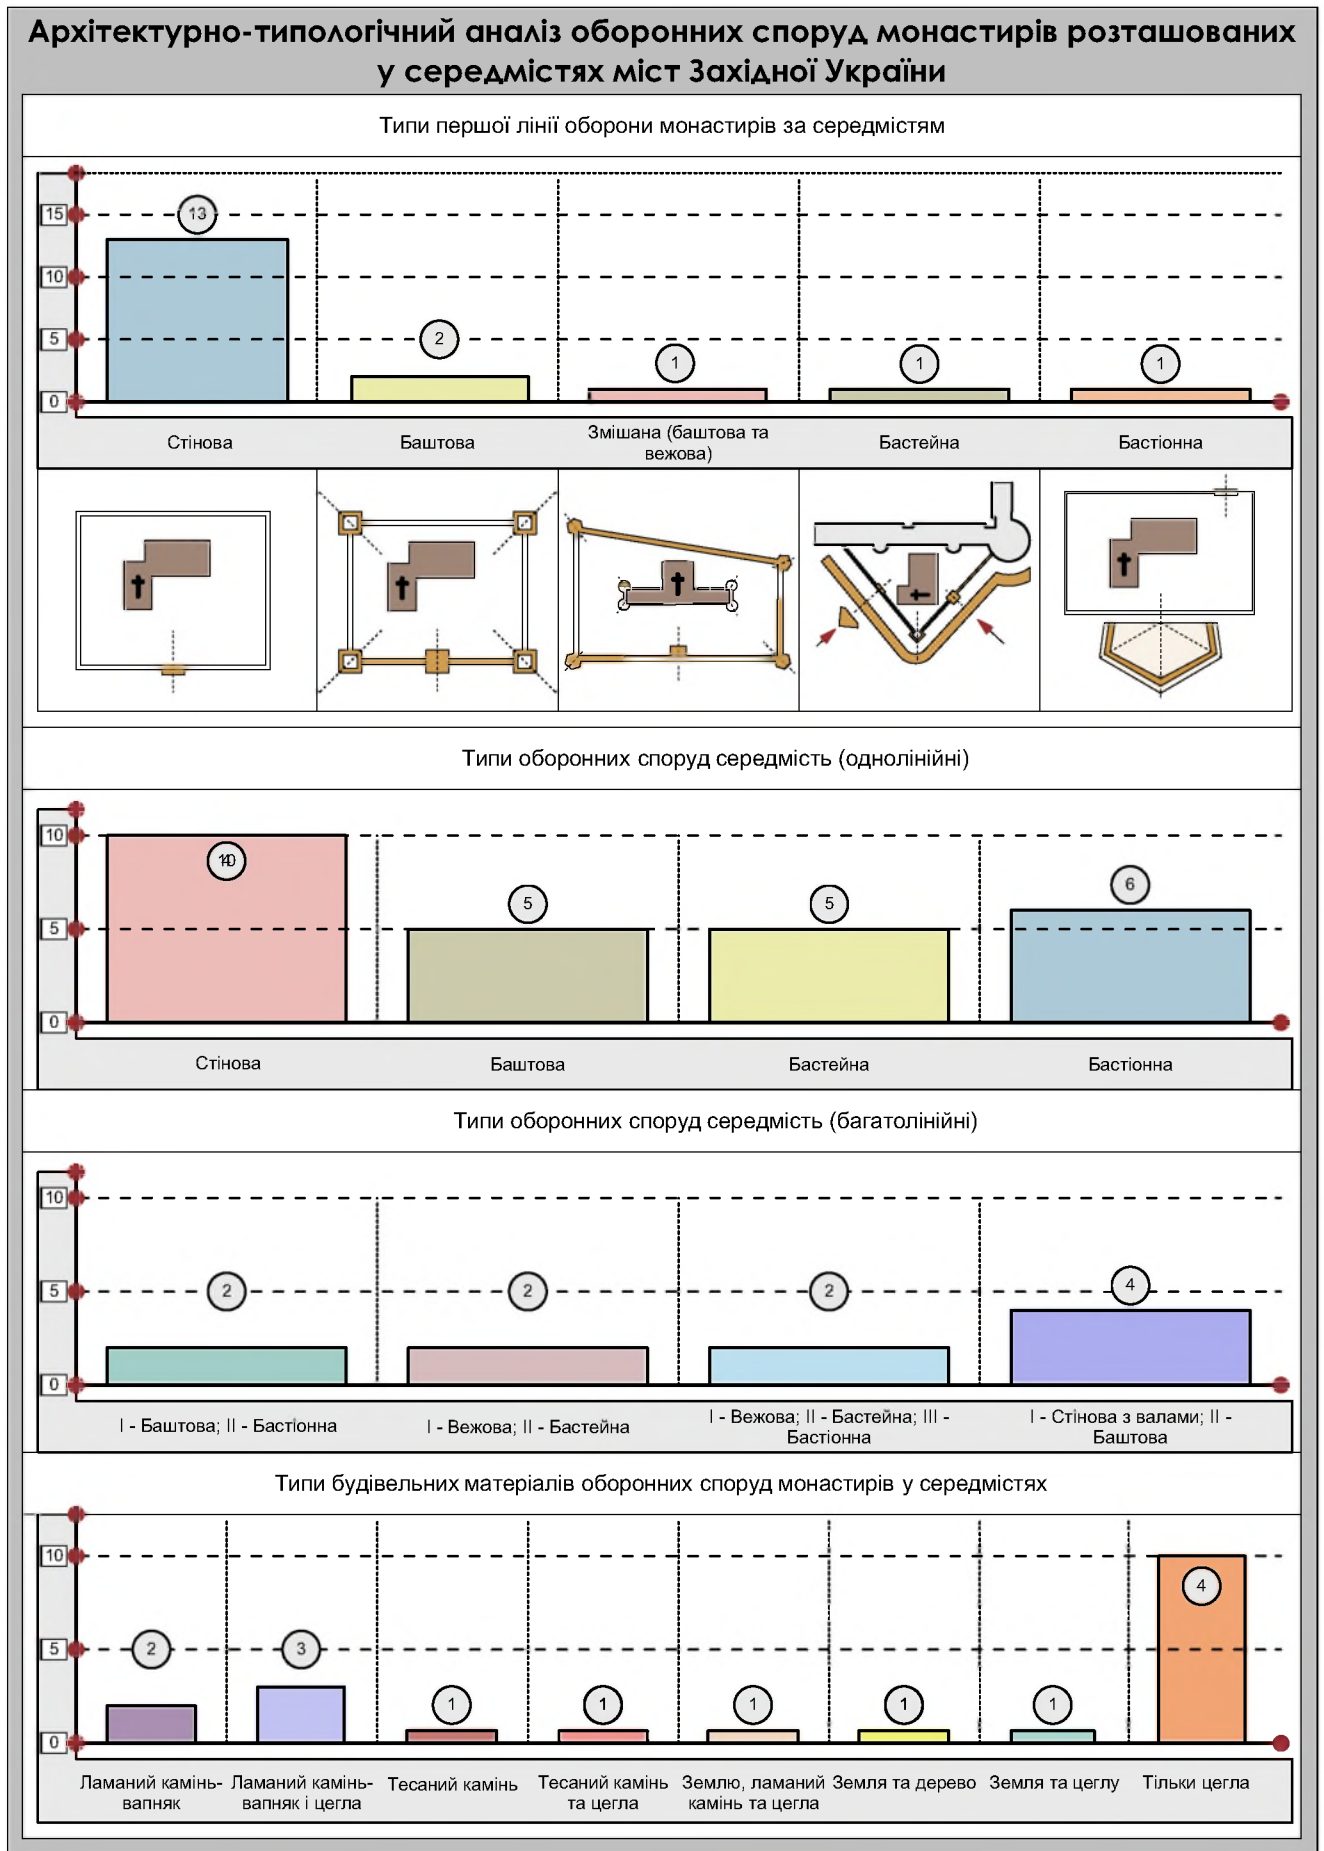 Архітектурно-типологічний аналіз оборонних споруд монастирів розташованих
у середмістях міст Західної України
Типи першої лінії оборони монастирів за середмістям
15
10
5
0
13
2
1
1
1
Стінова
Баштова
Змішана (баштова та
вежова)
Бастейна
Бастіонна
Типи оборонних споруд середмість (однолінійні)
10
5
0
5
5
6
Стінова
Баштова
Бастейна
Бастіонна
Типи оборонних споруд середмість (багатолінійні)
10
5
0
2
2
2
4
I - Баштова; II - Бастіонна
I - Вежова; II - Бастейна
I - Вежова; II - Бастейна; III -
Бастіонна
I - Стінова з валами; II -
Баштова
Типи будівельних матеріалів оборонних споруд монастирів у середмістях
10
5
0
2
3
1
1
1
1
1
4
Ламаний камінь-
вапняк
Ламаний камінь-
вапняк і цегла
Тесаний камінь
Тесаний камінь
та цегла
Землю, ламаний
камінь та цегла
Земля та дерево
Земля та цеглу
Тільки цегла